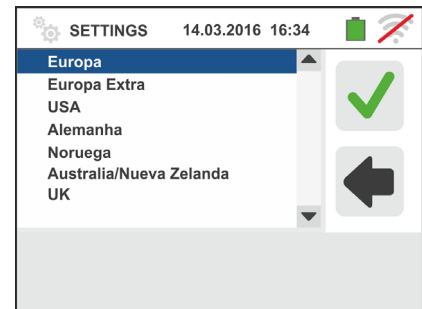 SETTINGS 14.03.2016 16:34
Europa
Europa Extra
USA
Alemanha
Noruega
Australia/Nueva Zelanda
UK